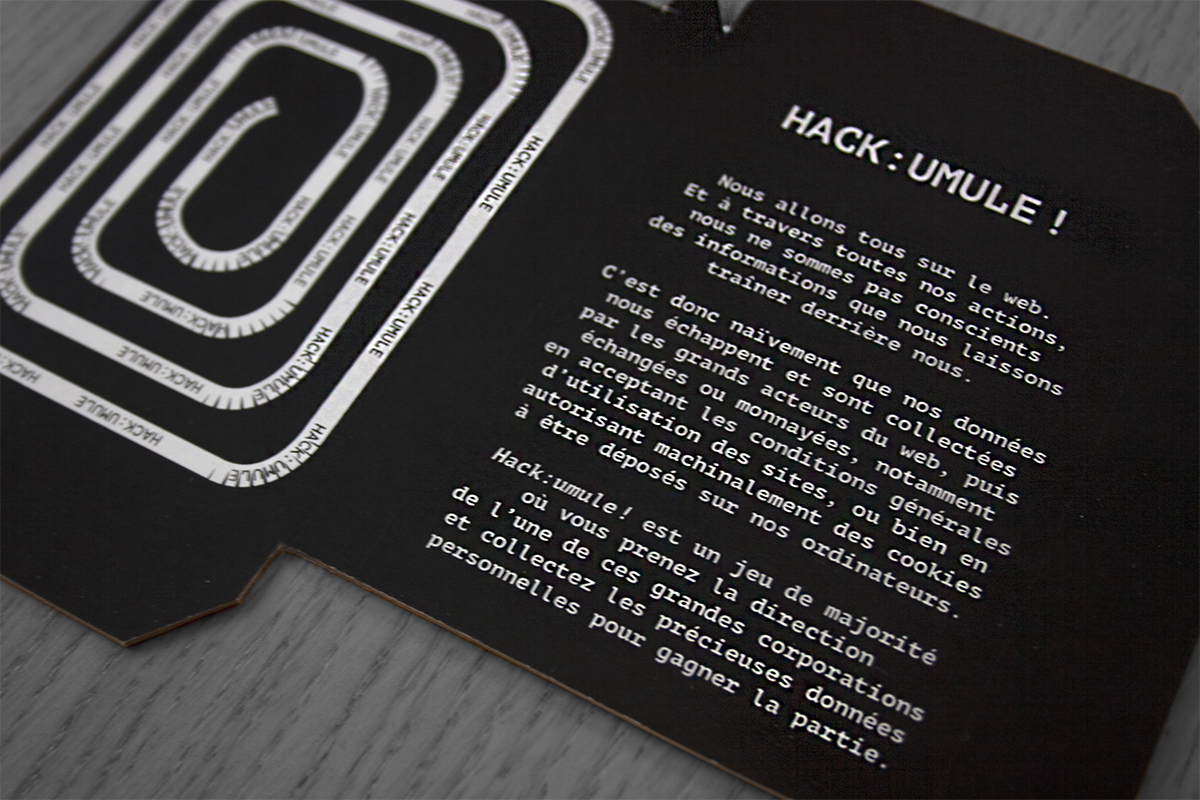 HACK:UMULE !
Nous allons tous sur le web.
Et à travers toutes nos actions,
nous ne sommes pas conscients
des informations que nous laissons
trainer derrière nous.
C'est donc naïvement que nos données
nous échappent et sont collectées
par les grands acteurs du web, puis
échangées ou monnayées, notamment
en acceptant les conditions générales
d'utilisation des sites, ou bien en
autorisant machinalement des cookies
à être déposés sur nos ordinateurs.
Hack:umule! est un jeu de majorité
où vous prenez la direction
de l'une de ces grandes corporations
et collectez les précieuses données
personnelles pour gagner la partie.
HACK:UMULE
HACK:UMULE
HACK:UMULE
HACK:UMULE
HACK:UMULE
HACK:UMULE
HACK:UMULE
HACK:UMULE
HACK:UMULE
HACK:UMULE